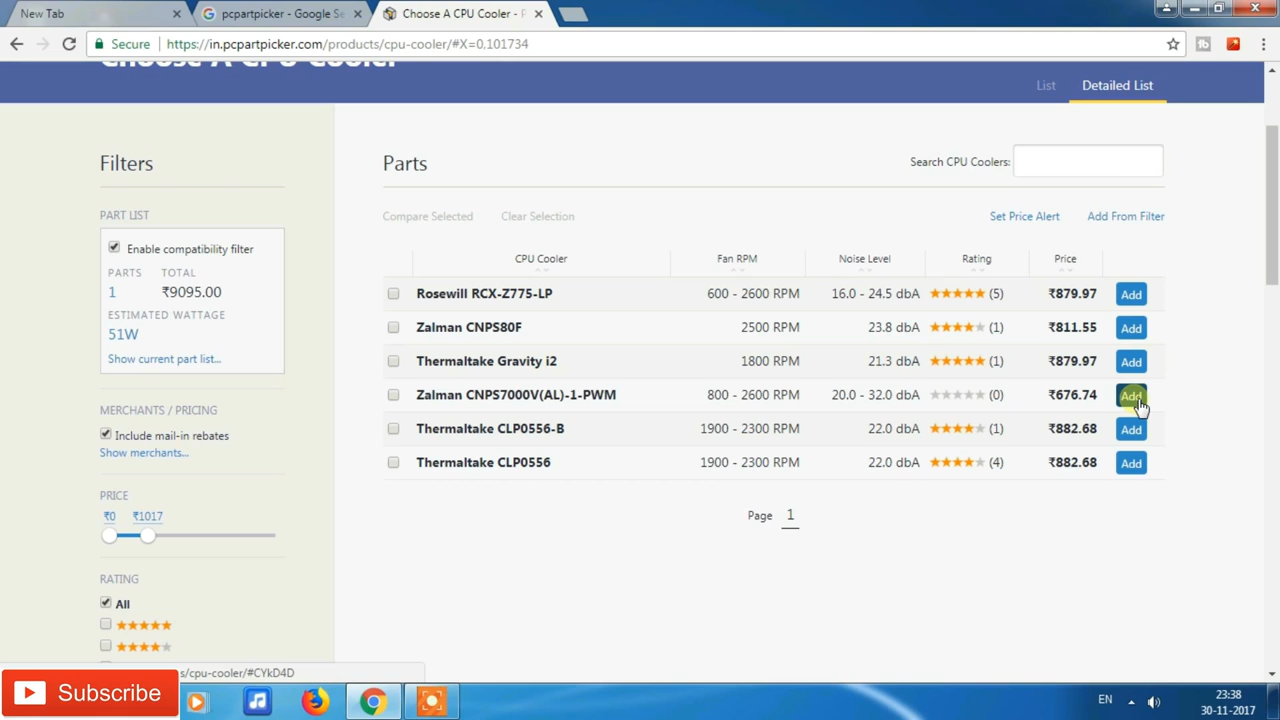 New Tab
pcpartpicker - Google Se
Choose A CPU Cooler - P
Secure https://in.pcpartpicker.com/products/cpu-cooler/#X=0,101734
Choose A CPU Cooler
List Detailed List
Filters
PART LIST
Enable compatibility filter
PARTS TOTAL
1 ₹9095.00
ESTIMATED WATTAGE
51W
Show current part list...
MERCHANTS / PRICING
Include mail-in rebates
Show merchants...
PRICE
₹0 ₹1017
RATING
All
Parts Search CPU Coolers:
Compare Selected Clear Selection Set Price Alert Add From Filter
CPU Cooler Fan RPM Noise Level Rating Price
Rosewill RCX-Z775-LP 600 - 2600 RPM 16.0 - 24.5 dbA (5) ₹879.97 Add
Zalman CNPS80F 2500 RPM 23.8 dbA (1) ₹811.55 Add
Thermaltake Gravity i2 1800 RPM 21.3 dbA (1) ₹879.97 Add
Zalman CNPS7000V(AL)-1-PWM 800 - 2600 RPM 20.0 - 32.0 dbA (0) ₹676.74 Add
Thermaltake CLP0556-B 1900 - 2300 RPM 22.0 dbA (1) ₹882.68 Add
Thermaltake CLP0556 1900 - 2300 RPM 22.0 dbA (4) ₹882.68 Add
Page 1
s/cpu-cooler/#CYkD4D
Subscribe
EN
23:38
30-11-2017